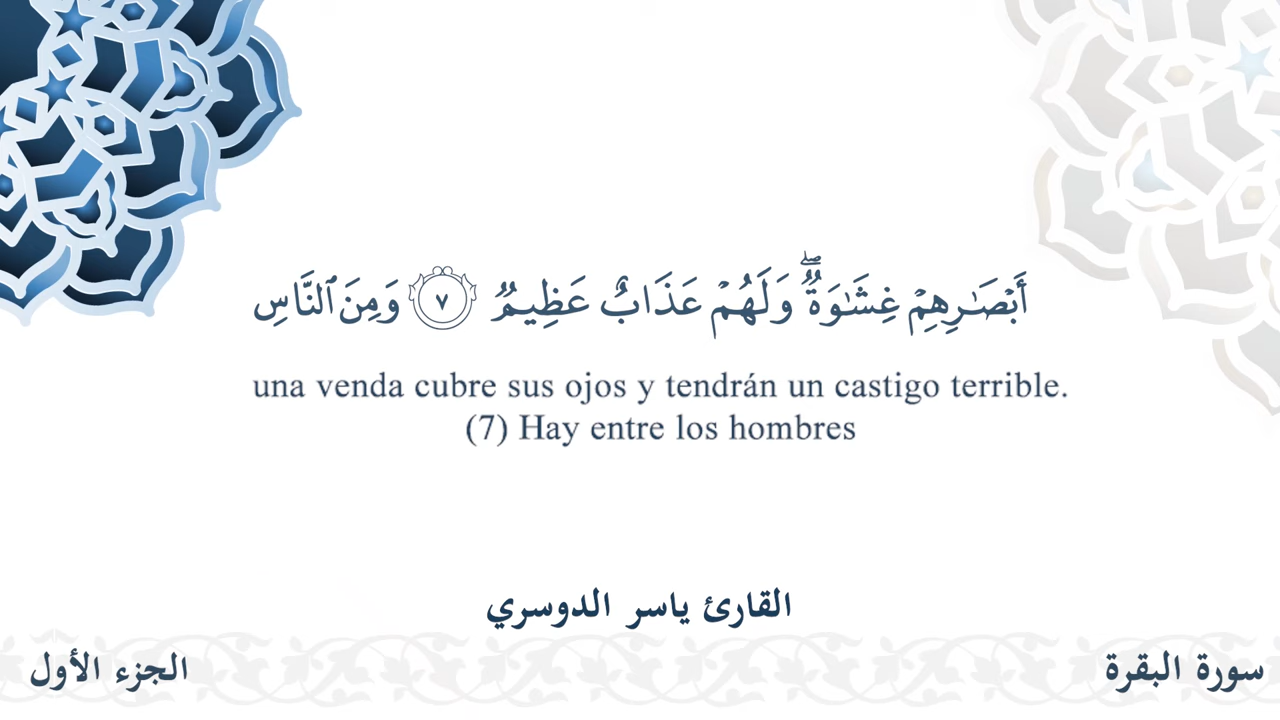 أَبْصَـٰرِهِمْ غِشَـٰوَةٌۖ وَلَهُمْ عَذَابٌ عَظِيمٌ ٧ وَمِنَ ٱلنَّاسِ
una venda cubre sus ojos y tendrán un castigo terrible.
(7) Hay entre los hombres
القارئ ياسر الدوسري
سورة البقرة
الجزء الأول